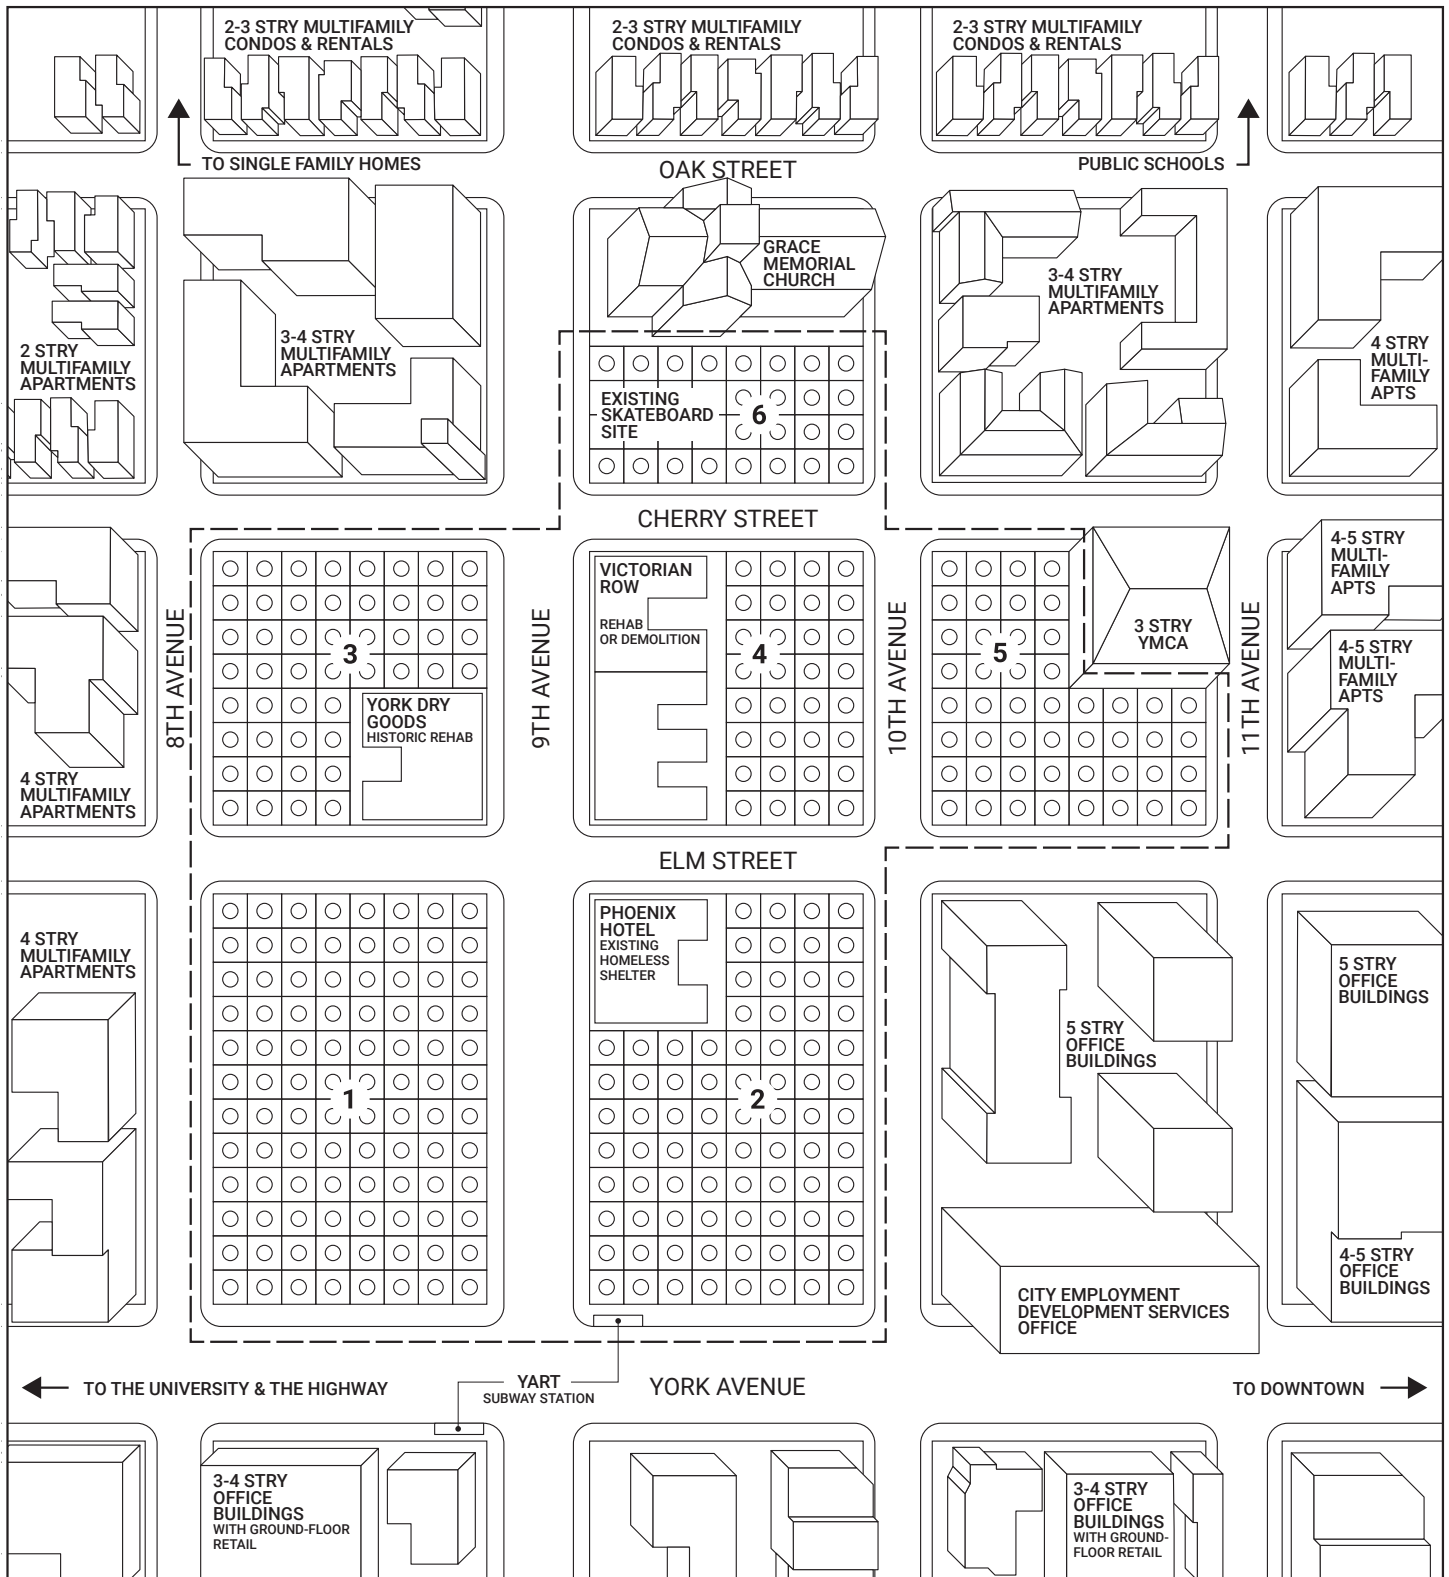 2-3 STRY MULTIFAMILY
CONDOS & RENTALS
2-3 STRY MULTIFAMILY
CONDOS & RENTALS
2-3 STRY MULTIFAMILY
CONDOS & RENTALS
TO SINGLE FAMILY HOMES
OAK STREET
PUBLIC SCHOOLS
GRACE
MEMORIAL
CHURCH
3-4 STRY
MULTIFAMILY
APARTMENTS
2 STRY
MULTIFAMILY
APARTMENTS
3-4 STRY
MULTIFAMILY
APARTMENTS
4 STRY
MULTI-
FAMILY
APTS
EXISTING
SKATEBOARD
SITE
6
CHERRY STREET
8TH AVENUE
3
YORK DRY
GOODS
HISTORIC REHAB
9TH AVENUE
VICTORIAN
ROW
REHAB
OR DEMOLITION
4
10TH AVENUE
5
3 STRY
YMCA
11TH AVENUE
4-5 STRY
MULTI-
FAMILY
APTS
4-5 STRY
MULTI-
FAMILY
APTS
4 STRY
MULTIFAMILY
APARTMENTS
ELM STREET
4 STRY
MULTIFAMILY
APARTMENTS
1
PHOENIX
HOTEL
EXISTING
HOMELESS
SHELTER
2
5 STRY
OFFICE
BUILDINGS
5 STRY
OFFICE
BUILDINGS
CITY EMPLOYMENT
DEVELOPMENT SERVICES
OFFICE
4-5 STRY
OFFICE
BUILDINGS
TO THE UNIVERSITY & THE HIGHWAY
YART
SUBWAY STATION
YORK AVENUE
TO DOWNTOWN
3-4 STRY
OFFICE
BUILDINGS
WITH GROUND-FLOOR
RETAIL
3-4 STRY
OFFICE
BUILDINGS
WITH GROUND-
FLOOR RETAIL